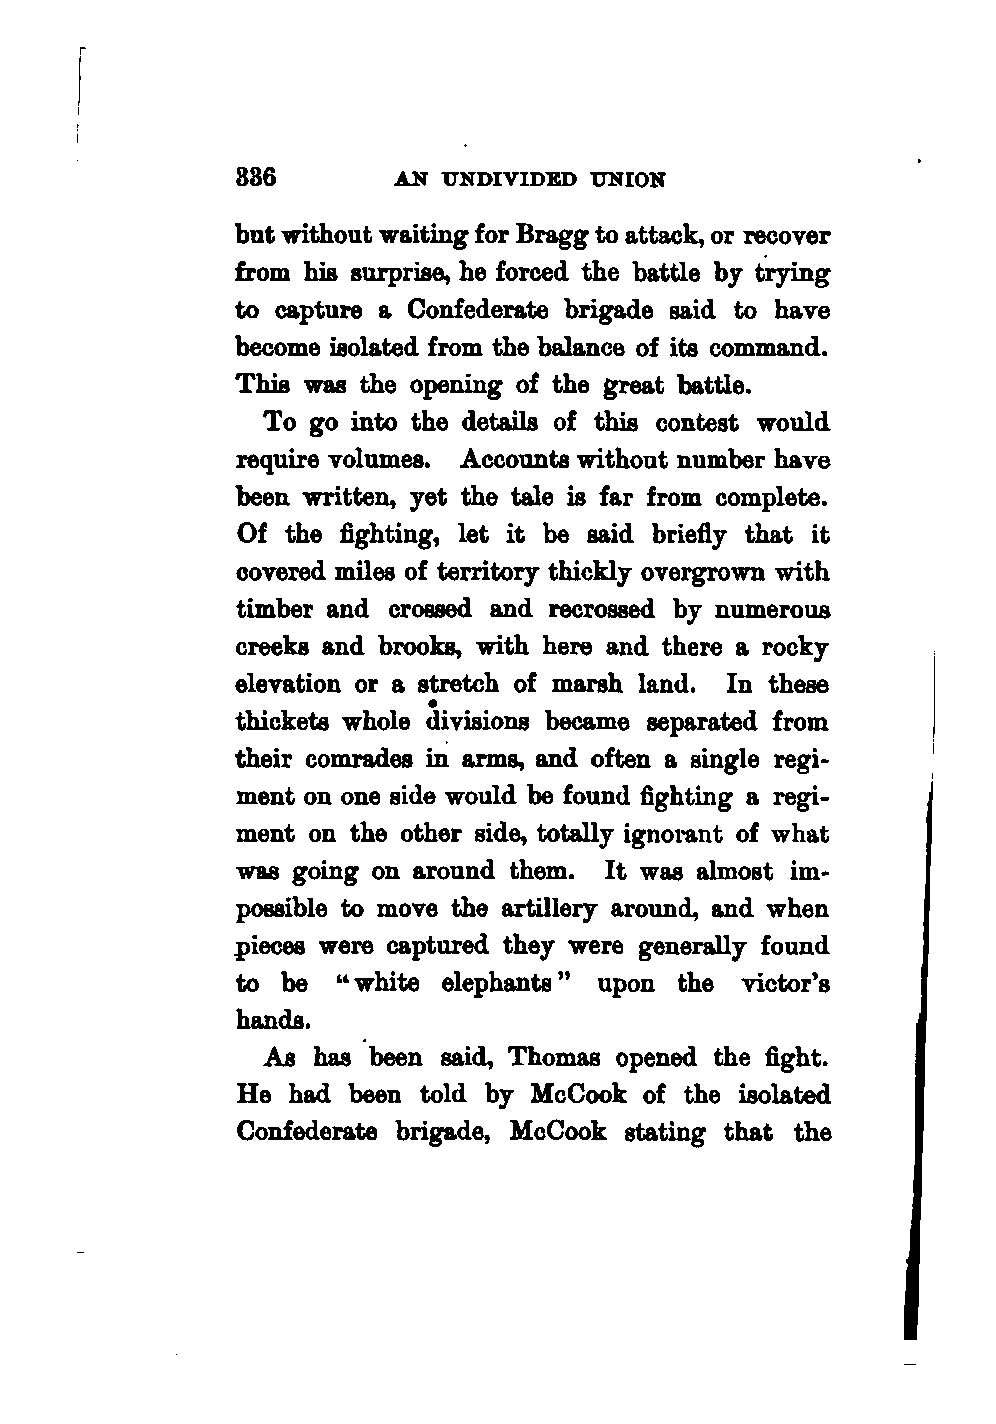 336 AN UNDIVIDED UNION
but without waiting for Bragg to attack, or recover
from his surprise, he forced the battle by trying
to capture a Confederate brigade said to have
become isolated from the balance of its command.
This was the opening of the great battle.
To go into the details of this contest would
require volumes. Accounts without number have
been written, yet the tale is far from complete.
Of the fighting, let it be said briefly that it
covered miles of territory thickly overgrown with
timber and crossed and recrossed by numerous
creeks and brooks, with here and there a rocky
elevation or a stretch of marsh land. In these
thickets whole divisions became separated from
their comrades in arms, and often a single regi-
ment on one side would be found fighting a regi-
ment on the other side, totally ignorant of what
was going on around them. It was almost im-
possible to move the artillery around, and when
pieces were captured they were generally found
to be "white elephants" upon the victor's
hands.
As has been said, Thomas opened the fight.
He had been told by McCook of the isolated
Confederate brigade, McCook stating that the